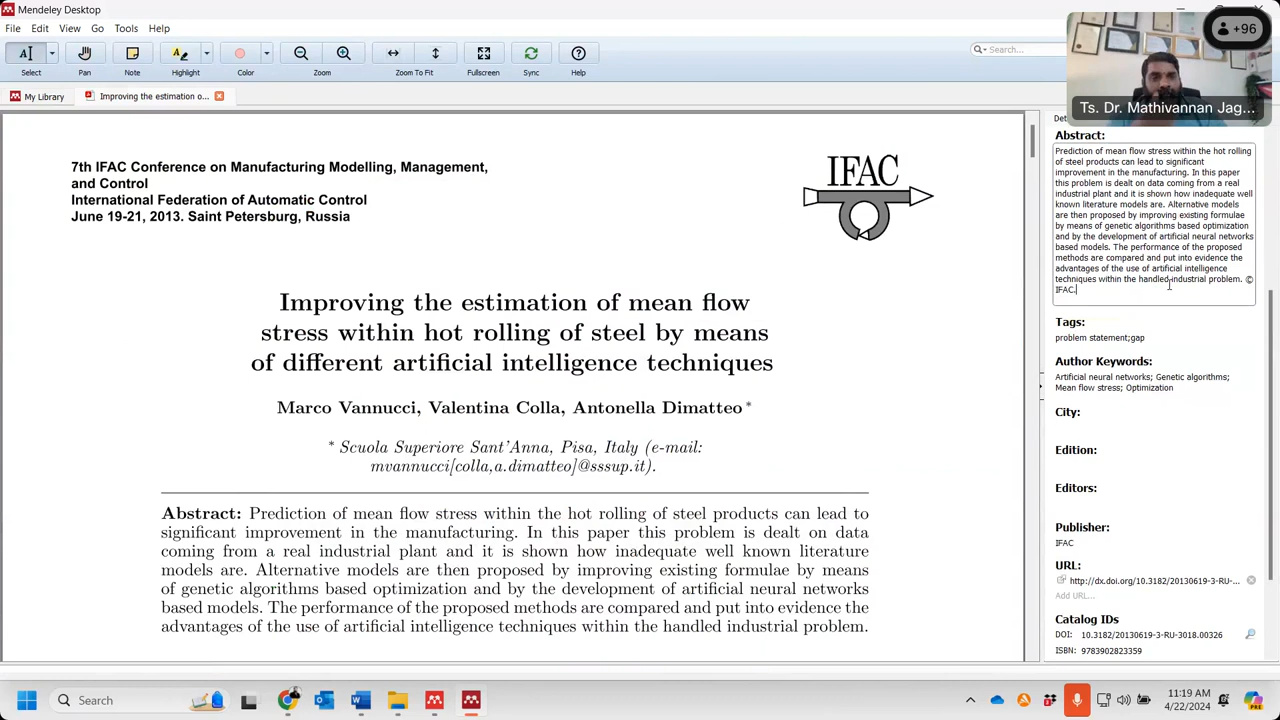 Mendeley Desktop
File Edit View Go Tools Help
Select Pan Note Highlight Color Zoom Zoom To Fit Fullscreen Sync Help
Search...
My Library
Improving the estimation o...
+96
Ts. Dr. Mathivannan Jag...
7th IFAC Conference on Manufacturing Modelling, Management,
and Control
International Federation of Automatic Control
June 19-21, 2013. Saint Petersburg, Russia
IFAC
Improving the estimation of mean flow
stress within hot rolling of steel by means
of different artificial intelligence techniques
Marco Vannucci, Valentina Colla, Antonella Dimatteo *
* Scuola Superiore Sant'Anna, Pisa, Italy (e-mail:
mvannucci[colla,a.dimatteo]@sssup.it).
Abstract: Prediction of mean flow stress within the hot rolling of steel products can lead to
significant improvement in the manufacturing. In this paper this problem is dealt on data
coming from a real industrial plant and it is shown how inadequate well known literature
models are. Alternative models are then proposed by improving existing formulae by means
of genetic algorithms based optimization and by the development of artificial neural networks
based models. The performance of the proposed methods are compared and put into evidence the
advantages of the use of artificial intelligence techniques within the handled industrial problem.
Abstract:
Prediction of mean flow stress within the hot rolling
of steel products can lead to significant
improvement in the manufacturing. In this paper
this problem is dealt on data coming from a real
industrial plant and it is shown how inadequate well
known literature models are. Alternative models
are then proposed by improving existing formulae
by means of genetic algorithms based optimization
and by the development of artificial neural networks
based models. The performance of the proposed
methods are compared and put into evidence the
advantages of the use of artificial intelligence
techniques within the handled industrial problem. ©
IFAC.
Tags:
problem statement;gap
Author Keywords:
Artificial neural networks; Genetic algorithms;
Mean flow stress; Optimization
City:
Edition:
Editors:
Publisher:
IFAC
URL:
http://dx.doi.org/10.3182/20130619-3-RU-...
Add URL...
Catalog IDs
DOI: 10.3182/20130619-3-RU-3018.00326
ISBN: 9783902823359
Search
11:19 AM
4/22/2024
PRE